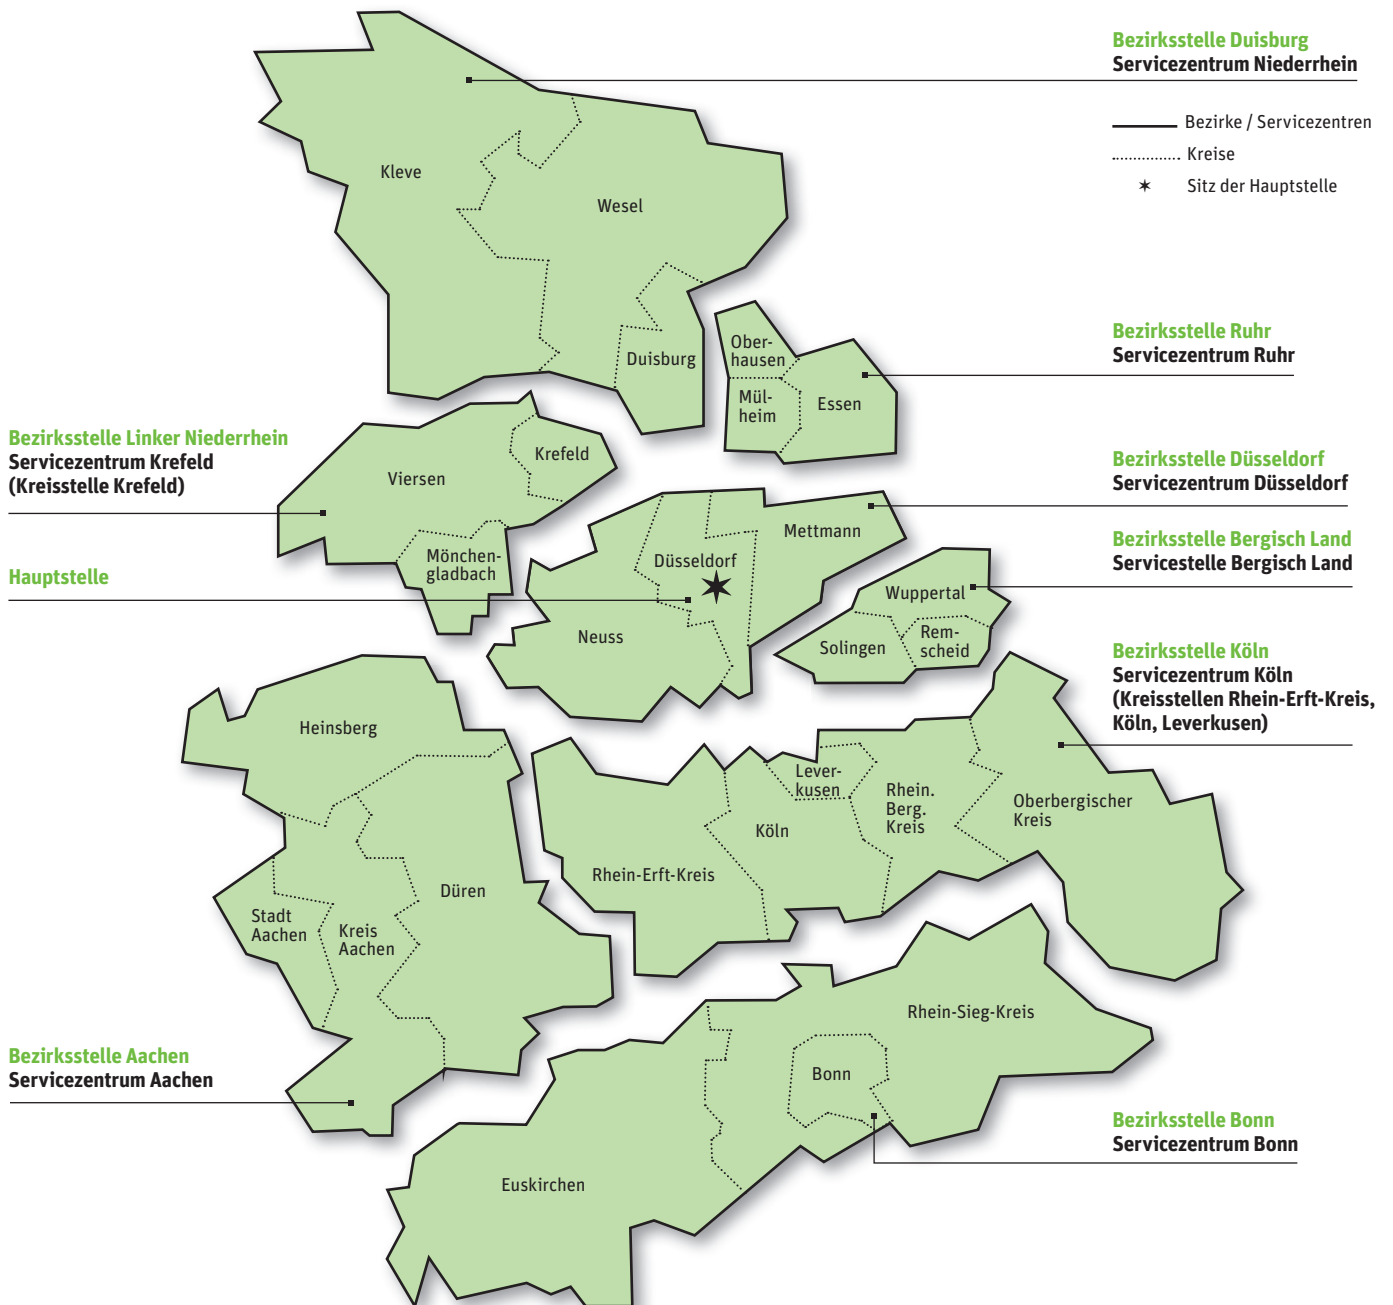 Bezirksstelle Duisburg
Servicezentrum Niederrhein
Bezirke / Servicezentren
Kreise
Sitz der Hauptstelle
Kleve
Wesel
Duisburg
Ober-
hausen
Mül-
heim
Essen
Bezirksstelle Ruhr
Servicezentrum Ruhr
Bezirksstelle Linker Niederrhein
Servicezentrum Krefeld
(Kreisstelle Krefeld)
Viersen
Krefeld
Mönchen-
gladbach
Bezirksstelle Düsseldorf
Servicezentrum Düsseldorf
Mettmann
Düsseldorf
Neuss
Hauptstelle
Bezirksstelle Bergisch Land
Servicestelle Bergisch Land
Wuppertal
Solingen
Rem-
scheid
Bezirksstelle Köln
Servicezentrum Köln
(Kreisstellen Rhein-Erft-Kreis,
Köln, Leverkusen)
Heinsberg
Düren
Stadt
Aachen
Kreis
Aachen
Rhein-Erft-Kreis
Köln
Lever-
kusen
Rhein.
Berg.
Kreis
Oberbergischer
Kreis
Bezirksstelle Aachen
Servicezentrum Aachen
Rhein-Sieg-Kreis
Bonn
Euskirchen
Bezirksstelle Bonn
Servicezentrum Bonn